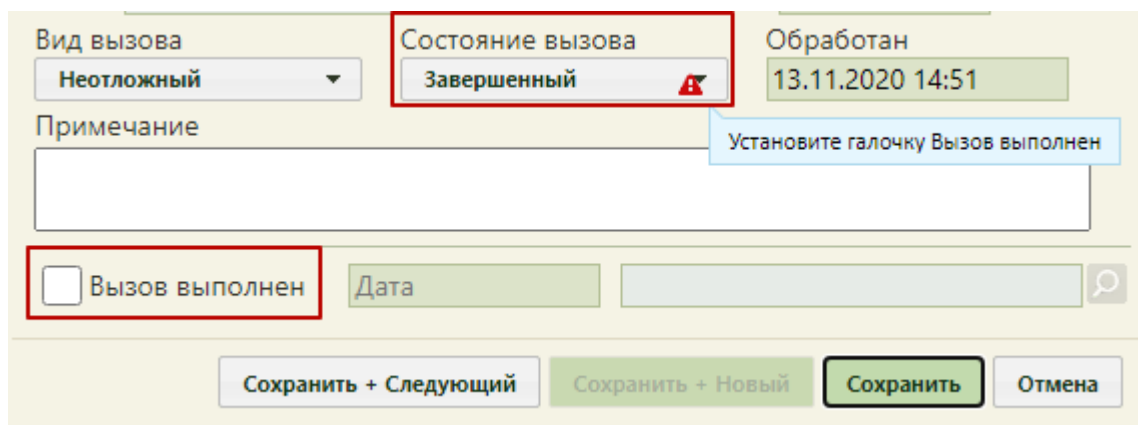 Вид вызова Состояние вызова Обработан
Неотложный Завершенный 13.11.2020 14:51
Примечание
Установите галочку Вызов выполнен
Вызов выполнен Дата
Сохранить + Следующий Сохранить + Новый Сохранить Отмена